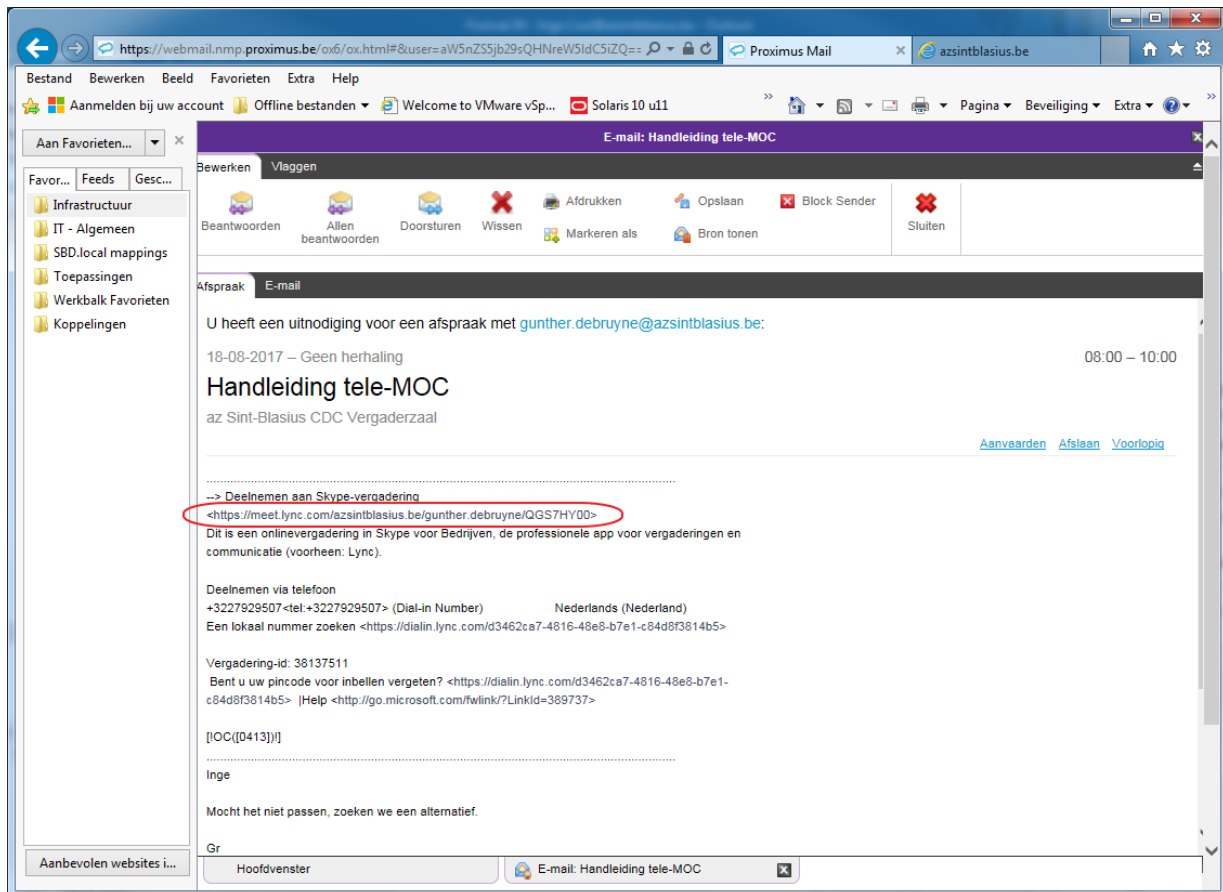 https://webmail.nmp.proximus.be/ox6/ox.html#&user=aW5nZS5jb29sQHNreW5ldC5iZQ==
Proximus Mail
azsintblasius.be
Bestand Bewerken Beeld Favorieten Extra Help
Aanmelden bij uw account Offline bestanden Welcome to VMware vSp... Solaris 10 u11 Pagina Beveiliging Extra
Aan Favorieten...
E-mail: Handleiding tele-MOC
Bewerken Vlaggen
Favor... Feeds Gesc...
Infrastructuur
IT - Algemeen
SBD.local mappings
Toepassingen
Werkbalk Favorieten
Koppelingen
Beantwoorden
Allen beantwoorden
Doorsturen
Wissen
Afdrukken
Markeren als
Opslaan
Bron tonen
Block Sender
Sluiten
Afspraak E-mail
U heeft een uitnodiging voor een afspraak met gunther.debruyne@azsintblasius.be:
18-08-2017 – Geen herhaling 08:00 – 10:00
Handleiding tele-MOC
az Sint-Blasius CDC Vergaderzaal
Aanvaarden Afslaan Voorlopig
--> Deelnemen aan Skype-vergadering
<https://meet.lync.com/azsintblasius.be/gunther.debruyne/QGS7HY00>
Dit is een onlinevergadering in Skype voor Bedrijven, de professionele app voor vergaderingen en
communicatie (voorheen: Lync).
Deelnemen via telefoon
+3227929507<tel:+3227929507> (Dial-in Number) Nederlands (Nederland)
Een lokaal nummer zoeken <https://dialin.lync.com/d3462ca7-4816-48e8-b7e1-c84d8f3814b5>
Vergadering-id: 38137511
Bent u uw pincode voor inbellen vergeten? <https://dialin.lync.com/d3462ca7-4816-48e8-b7e1-
c84d8f3814b5> |Help <http://go.microsoft.com/fwlink/?LinkId=389737>
[!OC([0413])!]
Inge
Mocht het niet passen, zoeken we een alternatief.
Gr
Aanbevolen websites i...
Hoofdvenster
E-mail: Handleiding tele-MOC